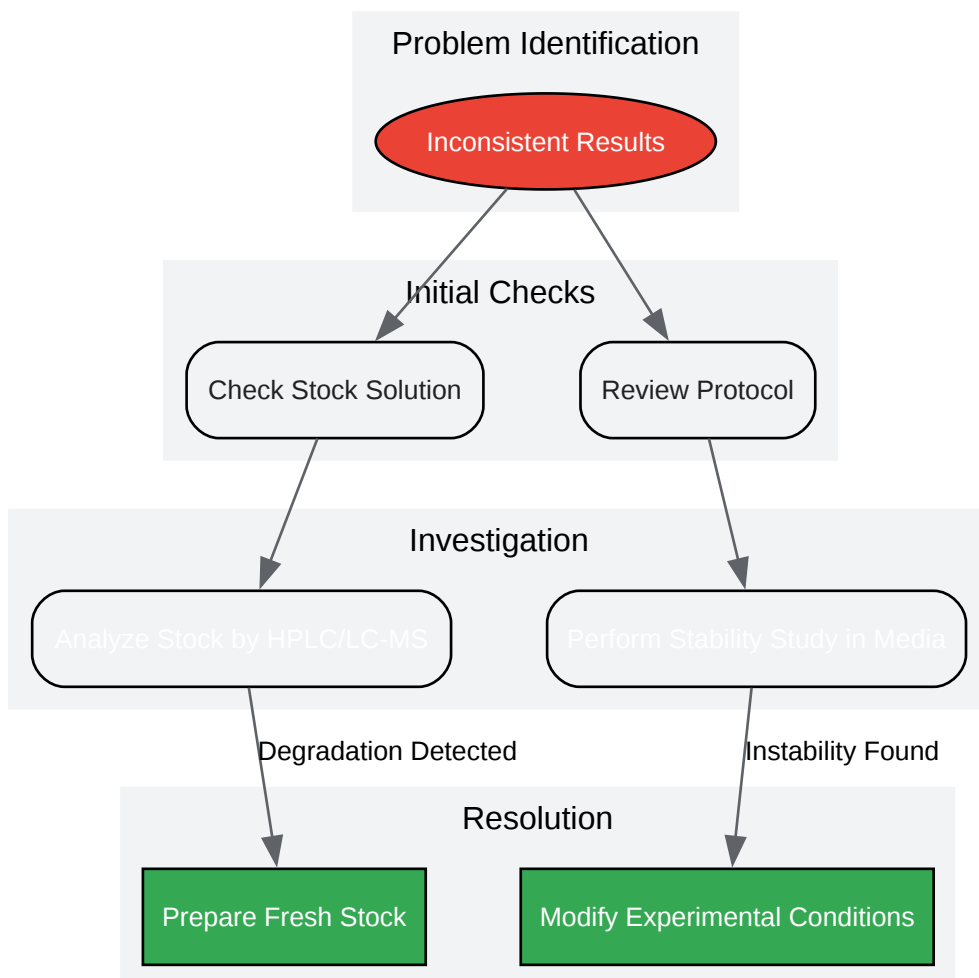 Problem Identification
Inconsistent Results
Initial Checks
Check Stock Solution
Review Protocol
Investigation
Analyze Stock by HPLC/LC-MS
Perform Stability Study in Media
Degradation Detected
Instability Found
Resolution
Prepare Fresh Stock
Modify Experimental Conditions